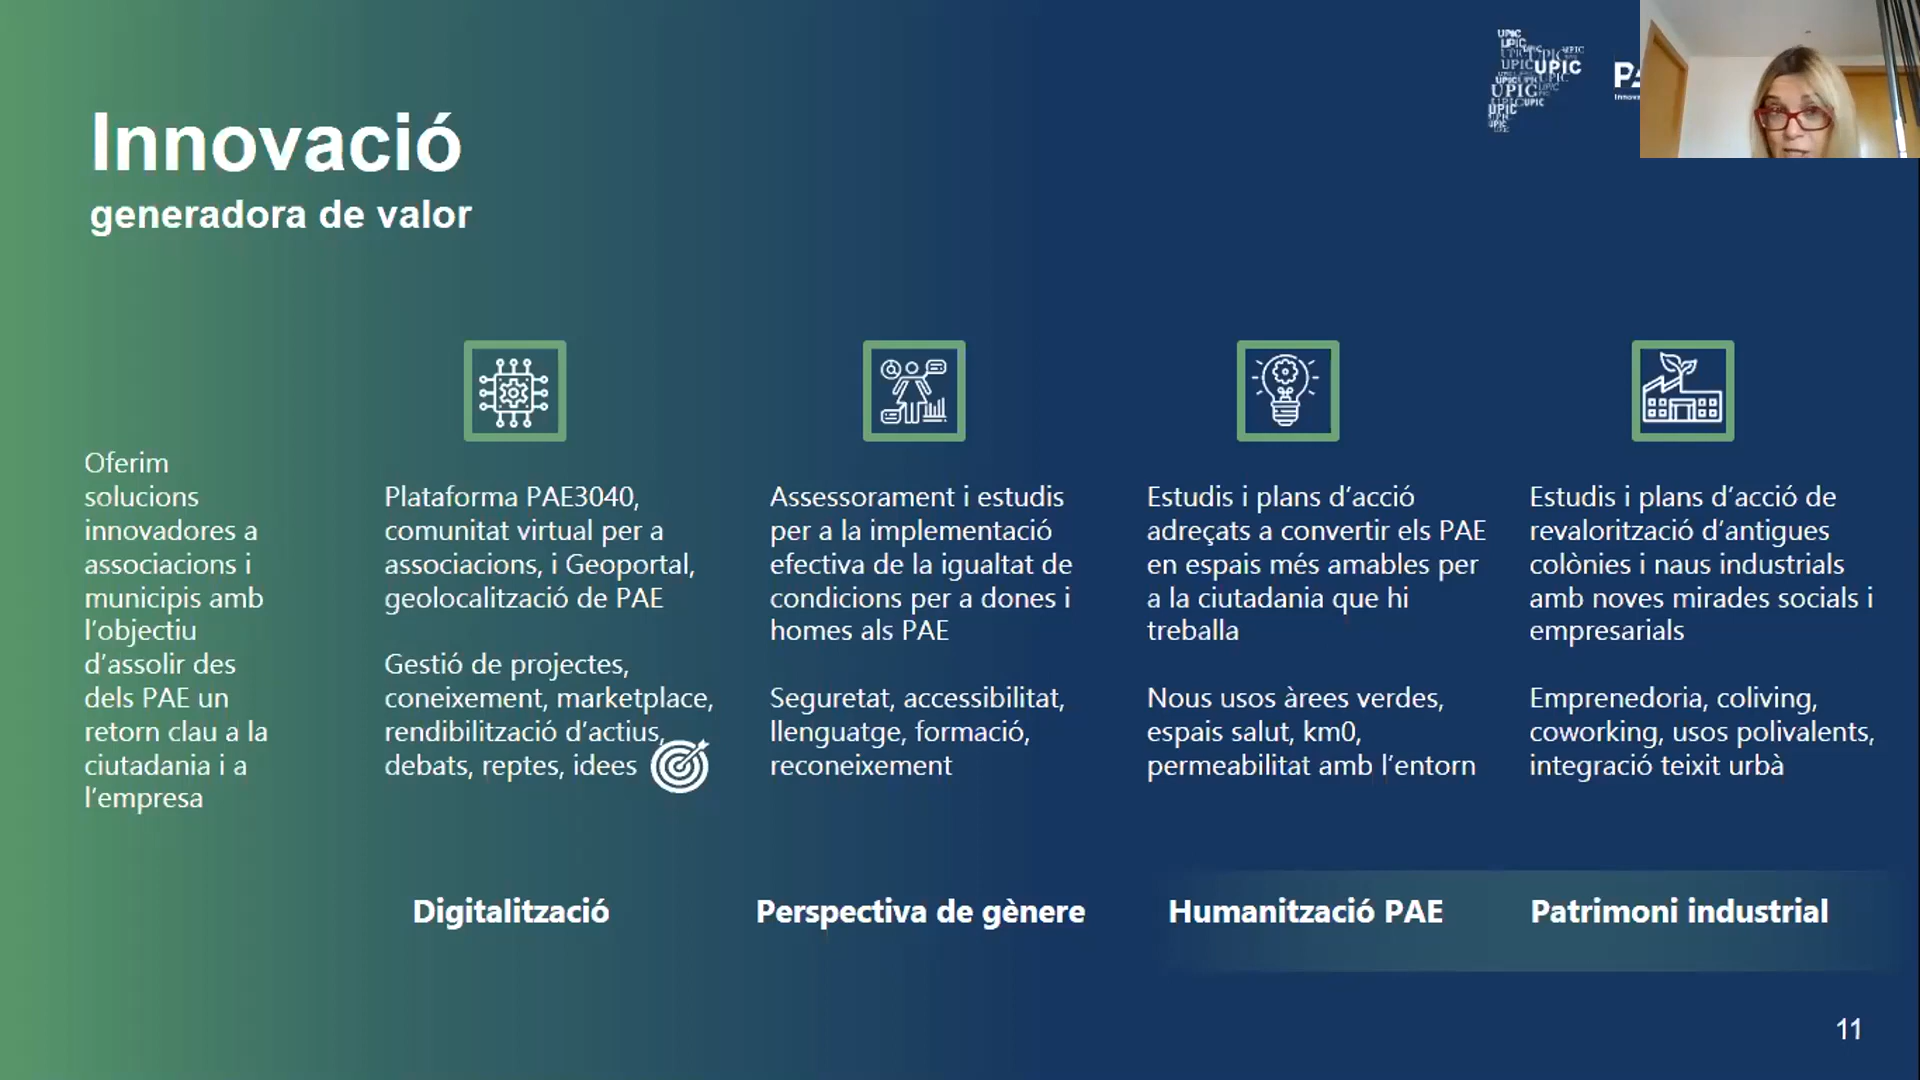 Innovació
generadora de valor
UPIC
Oferim
solucions
innovadores a
associacions i
municipis amb
l'objectiu
d'assolir des
dels PAE un
retorn clau a la
ciutadania i a
l'empresa
Plataforma PAE3040,
comunitat virtual per a
associacions, i Geoportal,
geolocalització de PAE
Gestió de projectes,
coneixement, marketplace,
rendibilització d'actius,
debats, reptes, idees
Digitalització
Assessorament i estudis
per a la implementació
efectiva de la igualtat de
condicions per a dones i
homes als PAE
Seguretat, accessibilitat,
llenguatge, formació,
reconeixement
Perspectiva de gènere
Estudis i plans d'acció
adreçats a convertir els PAE
en espais més amables per
a la ciutadania que hi
treballa
Nous usos àrees verdes,
espais salut, km0,
permeabilitat amb l'entorn
Humanització PAE
Estudis i plans d'acció de
revalorització d'antigues
colònies i naus industrials
amb noves mirades socials i
empresarials
Emprenedoria, coliving,
coworking, usos polivalents,
integració teixit urbà
Patrimoni industrial
11